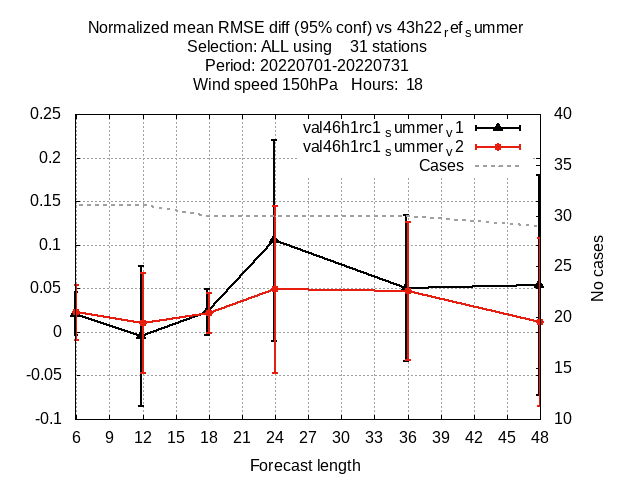 Normalized mean RMSE diff (95% conf) vs 43h22refsummer
Selection: ALL using 31 stations
Period: 20220701-20220731
Wind speed 150hPa Hours: 18
0.25
0.2
0.15
0.1
0.05
0
-0.05
-0.1
val46h1rc1summerv1
val46h1rc1summerv2
Cases
40
35
30
25
20
15
10
No cases
6 9 12 15 18 21 24 27 30 33 36 39 42 45 48
Forecast length